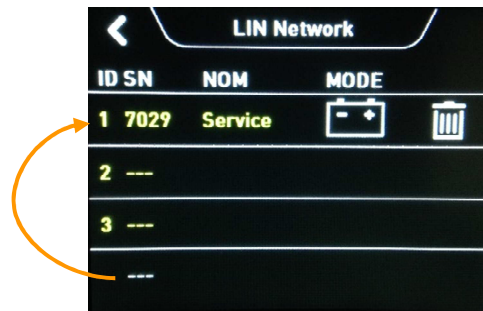 LIN Network
ID SN NOM MODE
1 7029 Service
2 ---
3 ---
---